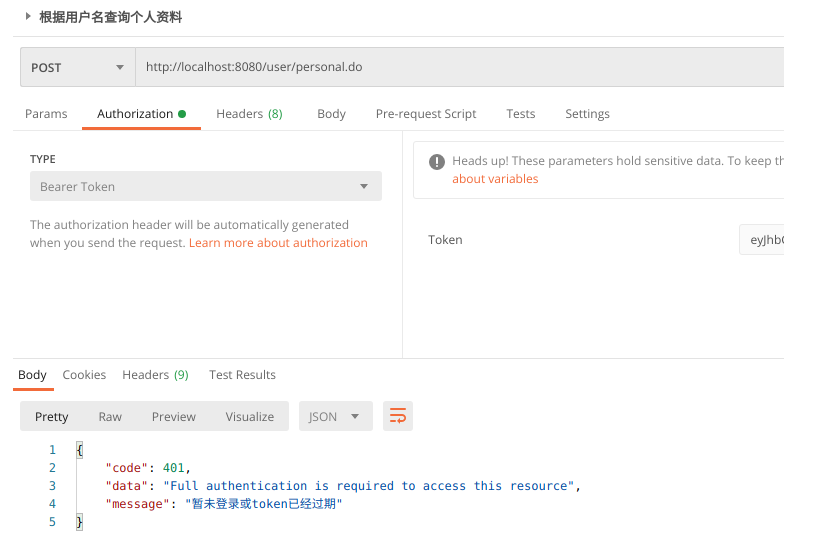 根据用户名查询个人资料
POST http://localhost:8080/user/personal.do
Params Authorization Headers (8) Body Pre-request Script Tests Settings
TYPE
Bearer Token
The authorization header will be automatically generated
when you send the request. Learn more about authorization
Heads up! These parameters hold sensitive data. To keep th
about variables
Token eyJhb
Body Cookies Headers (9) Test Results
Pretty Raw Preview Visualize JSON
1 {
2 "code": 401,
3 "data": "Full authentication is required to access this resource",
4 "message": "暂未登录或token已经过期"
5 }